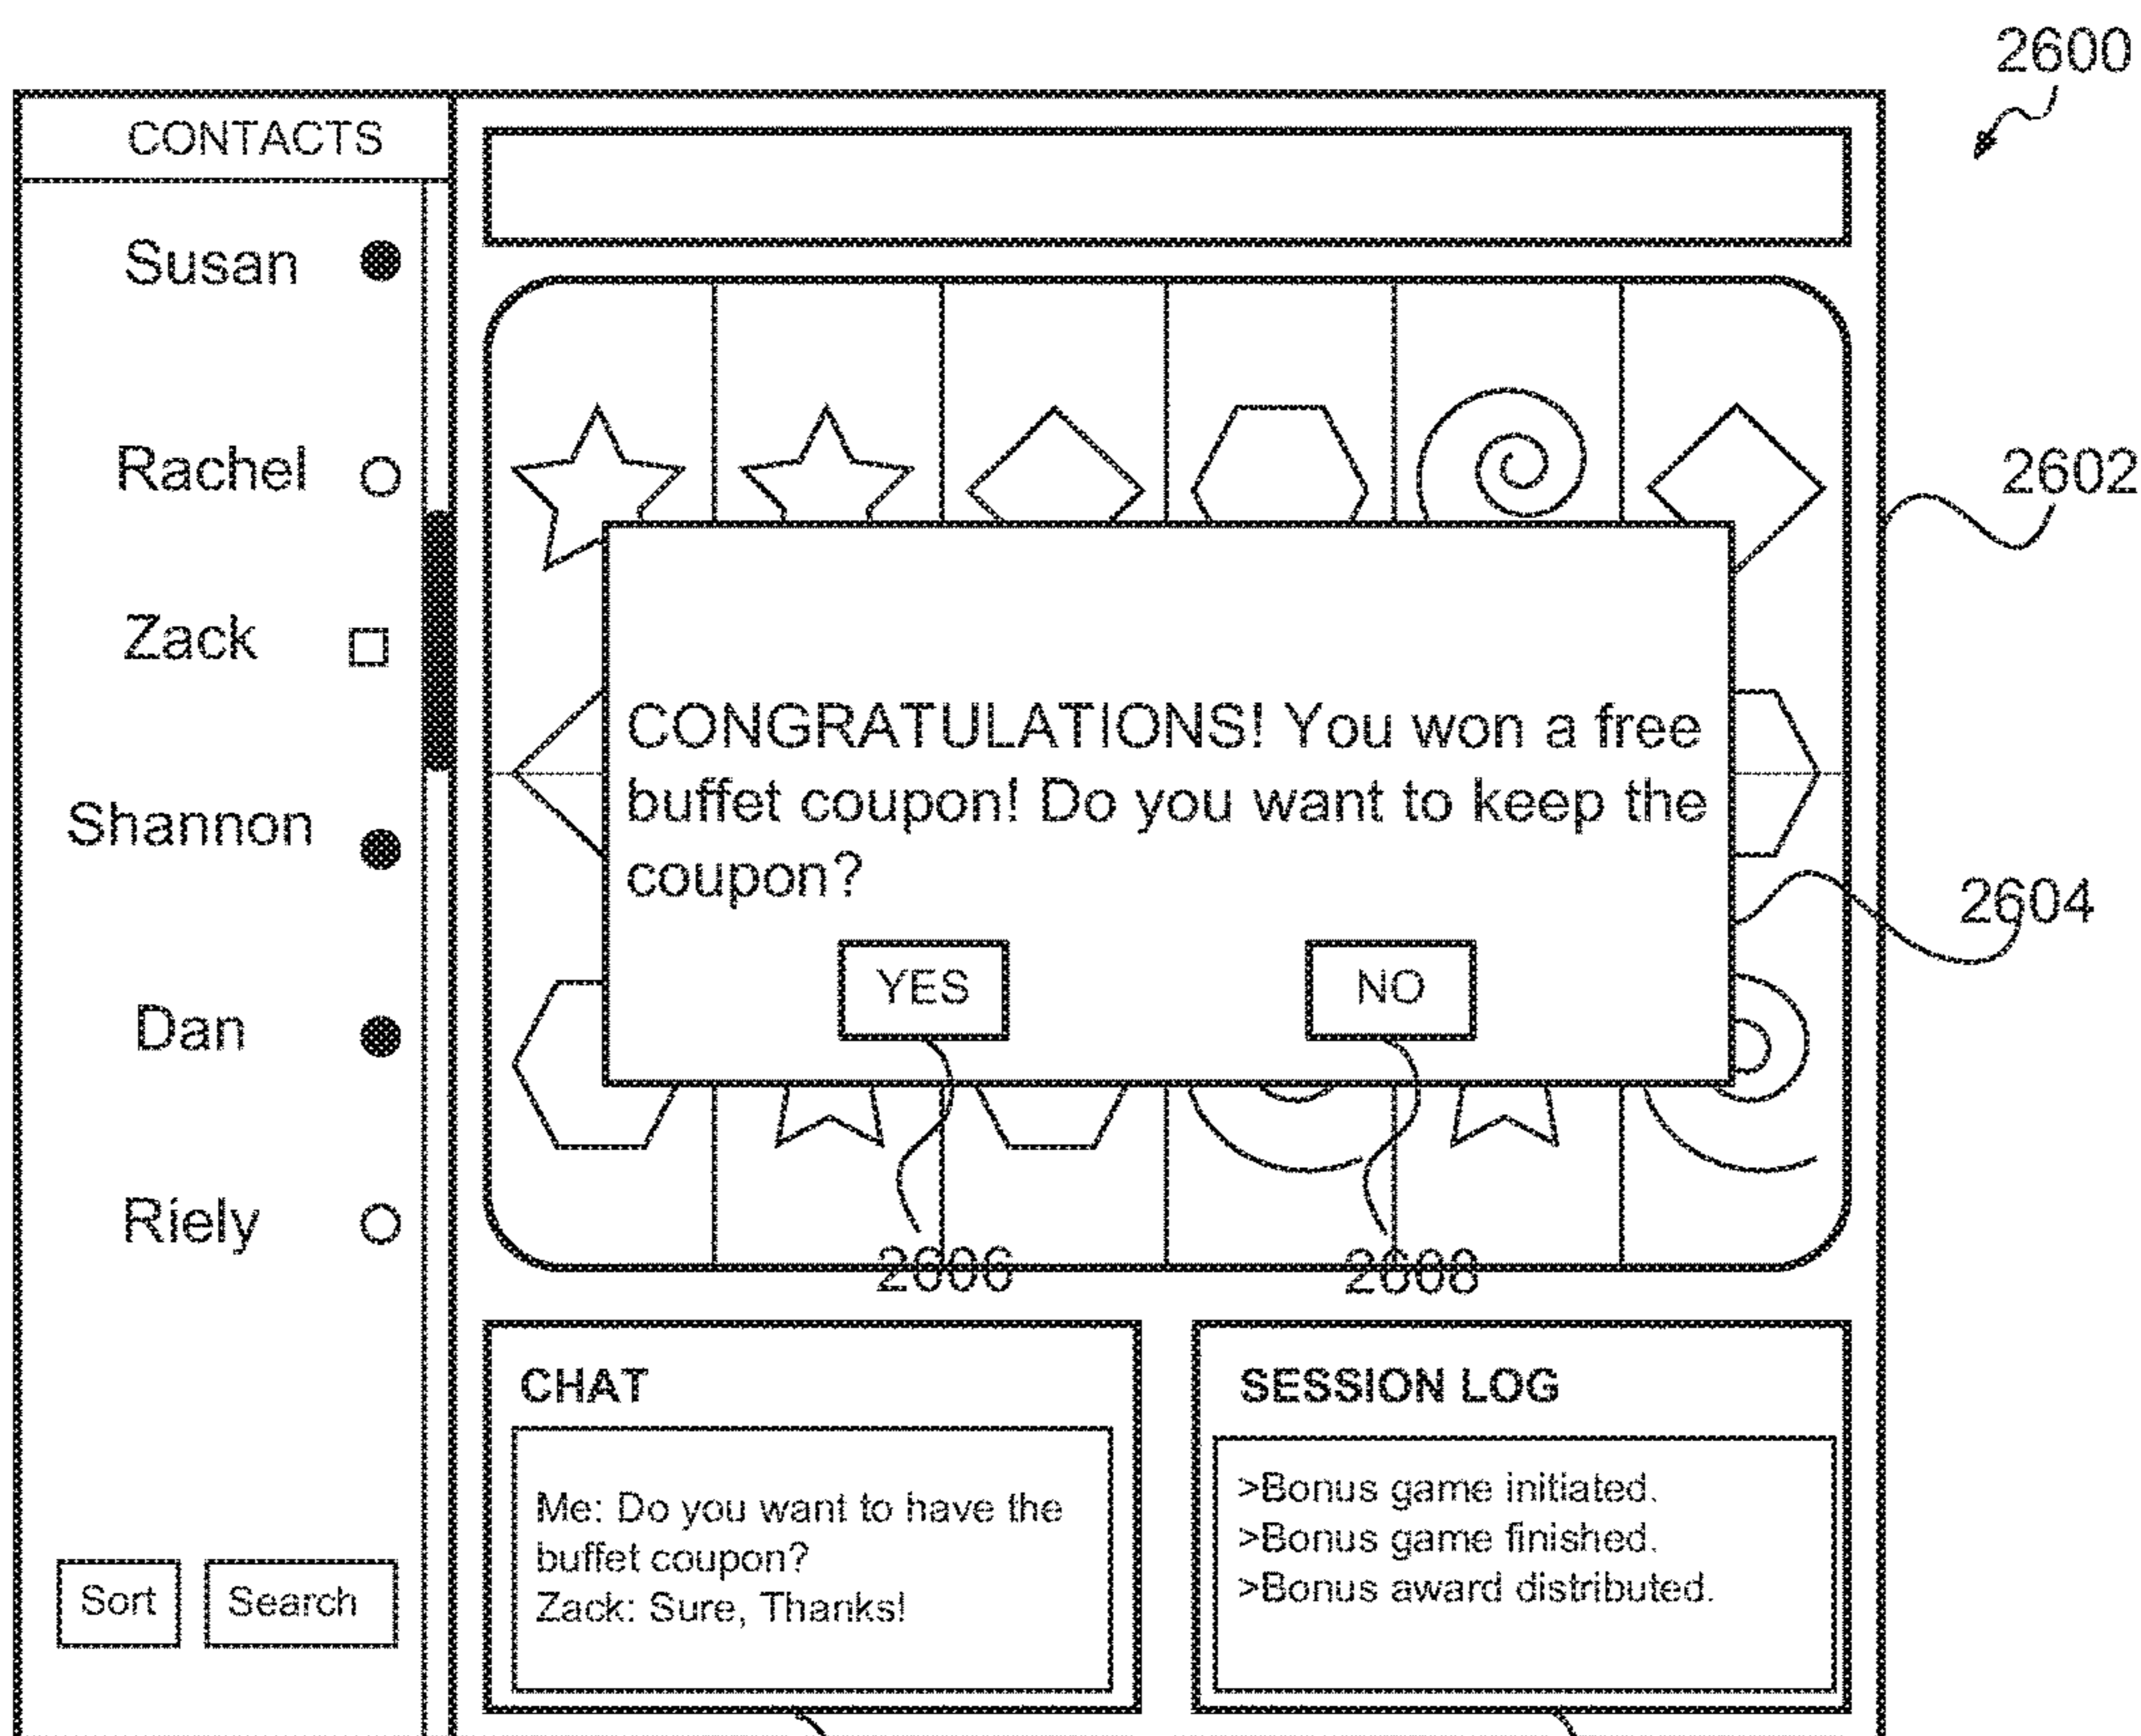 2600
CONTACTS
Susan
Rachel
2602
Zack
CONGRATULATIONS! You won a free
buffet coupon! Do you want to keep the
coupon?
Shannon
2604
YES
NO
Dan
Riely
2606
2608
CHAT
SESSION LOG
Me: Do you want to have the
buffet coupon?
Zack: Sure, Thanks!
>Bonus game initiated.
>Bonus game finished.
>Bonus award distributed.
Sort
Search